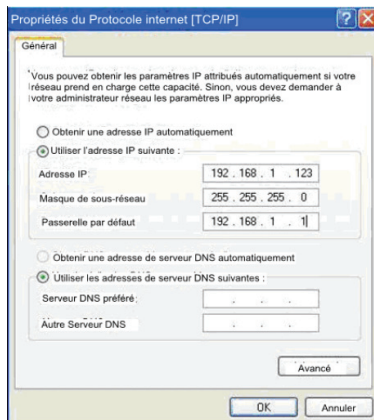 Propriétés du Protocole internet [TCP/IP]
Général
Vous pouvez obtenir les paramètres IP attribués automatiquement si votre
réseau prend en charge cette capacité. Sinon, vous devez demander à
votre administrateur réseau les paramètres IP appropriés.
Obtenir une adresse IP automatiquement
Utiliser l'adresse IP suivante :
Adresse IP: 192 . 168 . 1 . 123
Masque de sous-réseau 255 . 255 . 255 . 0
Passerelle par défaut 192 . 168 . 1 . 1
Obtenir une adresse de serveur DNS automatiquement
Utiliser les adresses de serveur DNS suivantes :
Serveur DNS préféré: . . .
Autre Serveur DNS . . .
Avancé
OK Annuler